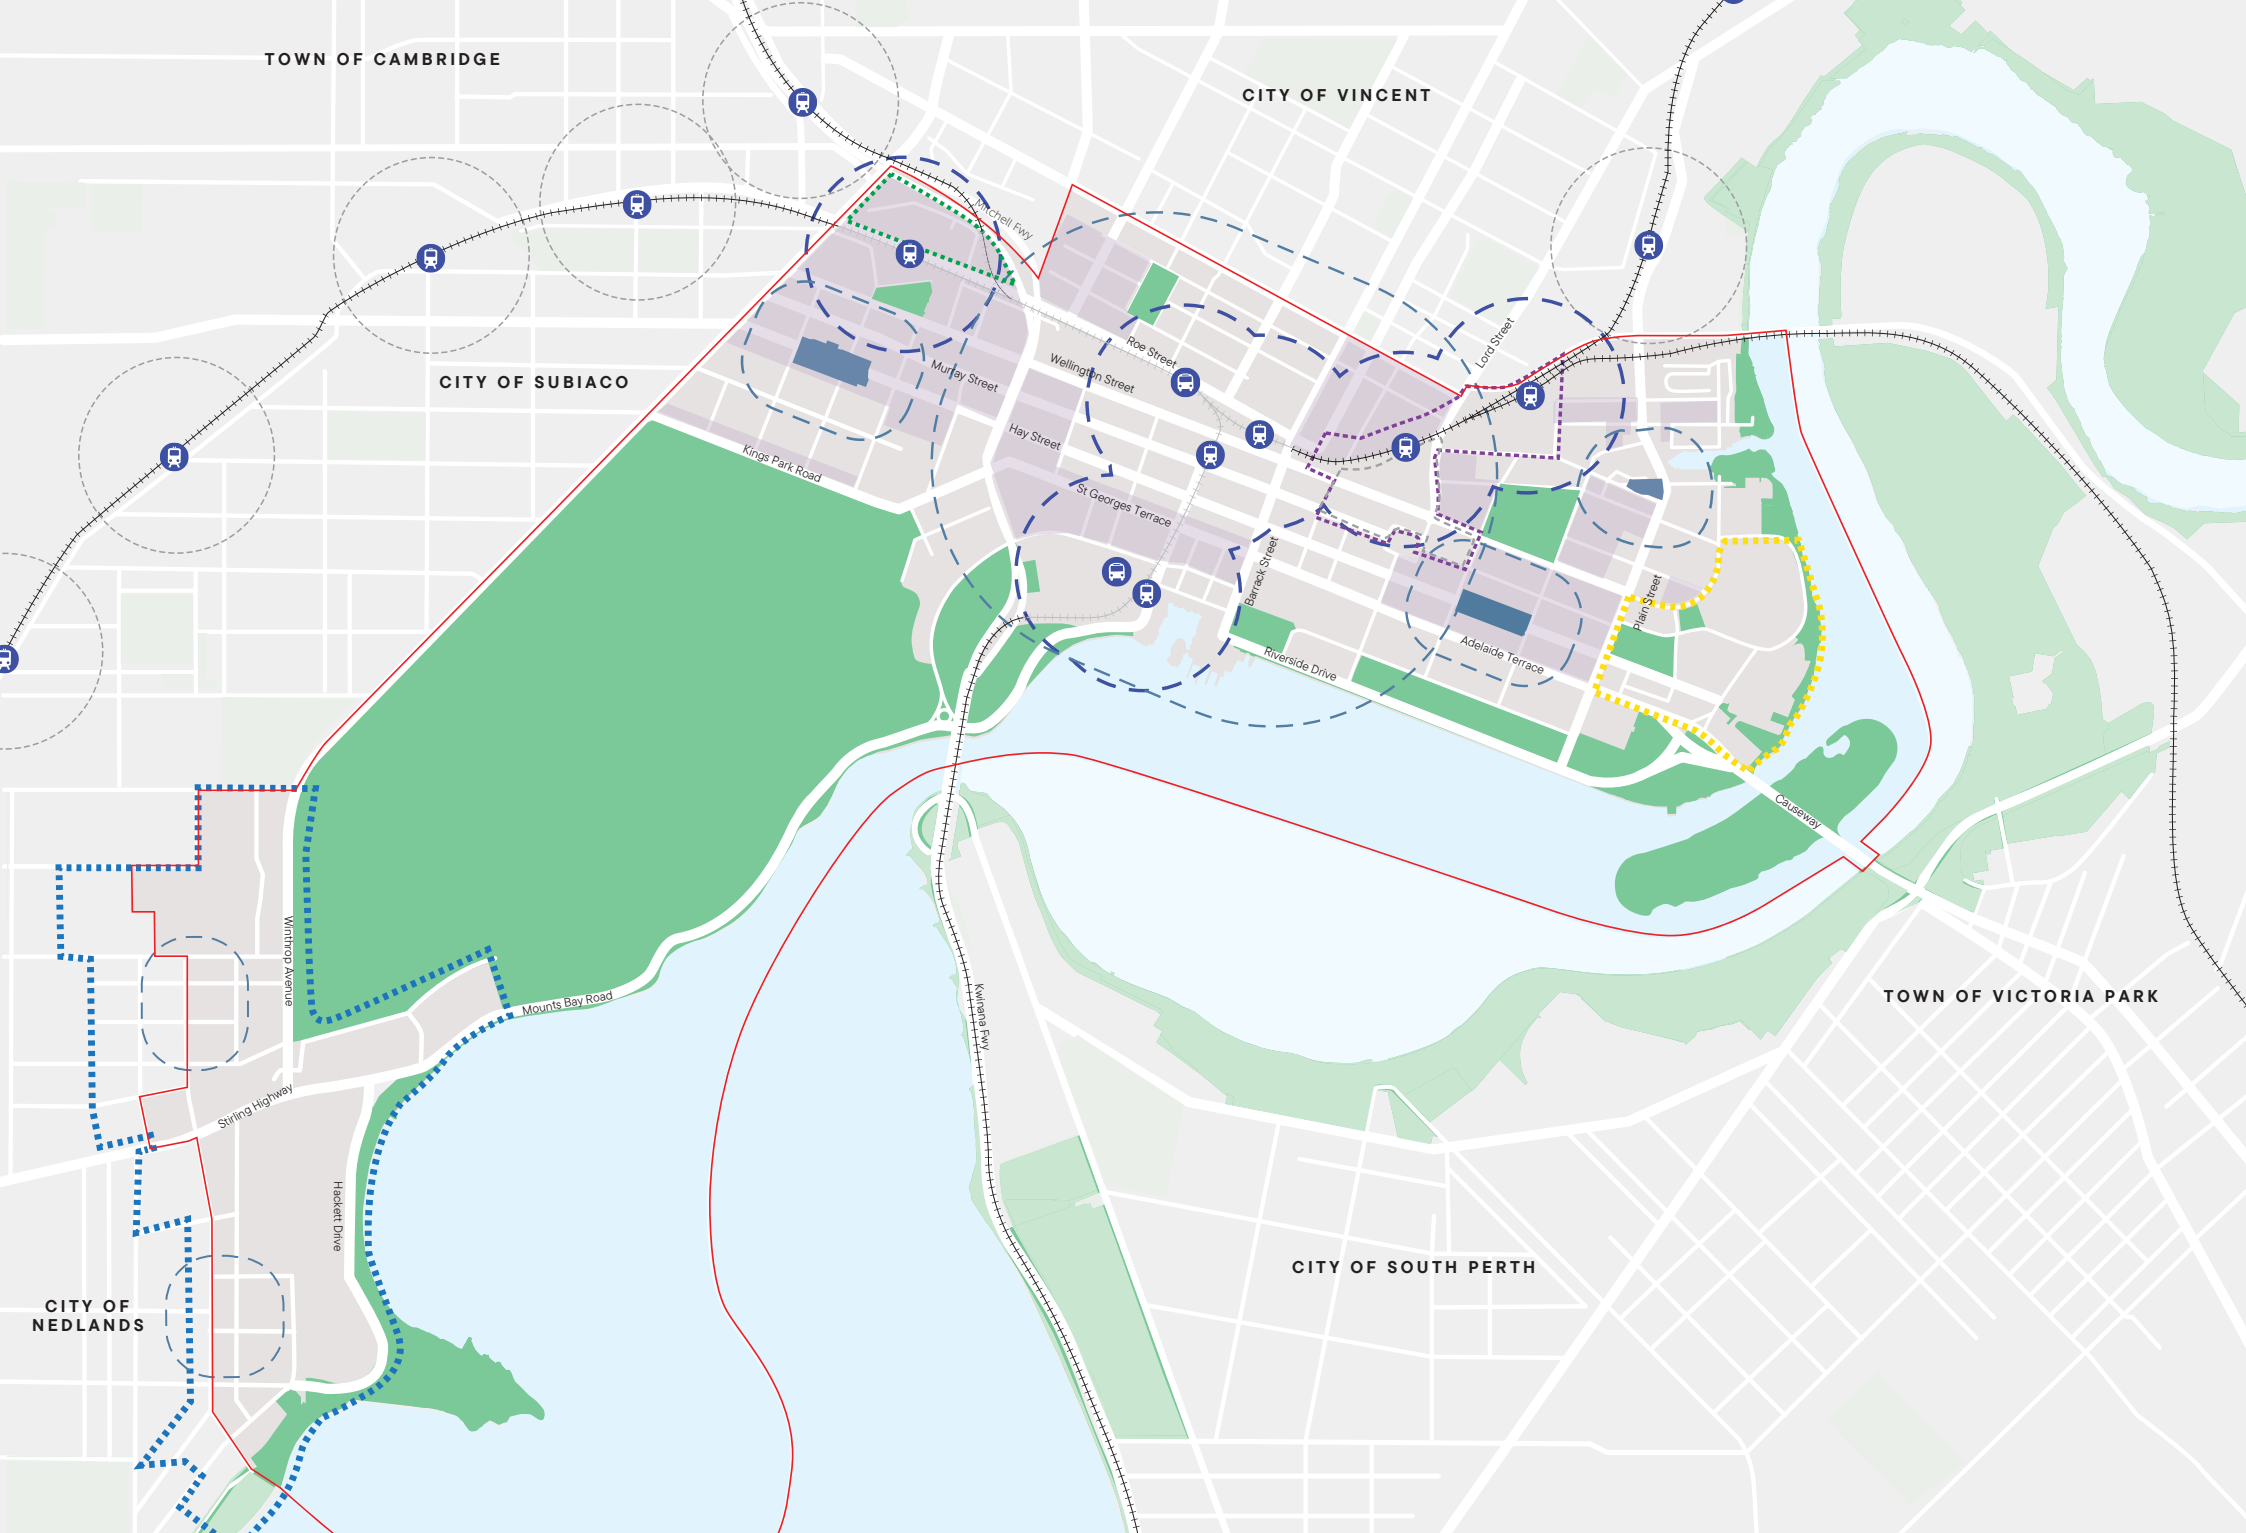 TOWN OF CAMBRIDGE
CITY OF VINCENT
Mitchell Fwy
Lord Street
Roe Street
Wellington Street
Murray Street
CITY OF SUBIACO
Hay Street
Kings Park Road
St Georges Terrace
Barrack Street
Plain Street
Adelaide Terrace
Riverside Drive
Causeway
Winthrop Avenue
Mounts Bay Road
Kwinana Fwy
TOWN OF VICTORIA PARK
Stirling Highway
Hackett Drive
CITY OF SOUTH PERTH
CITY OF
NEDLANDS